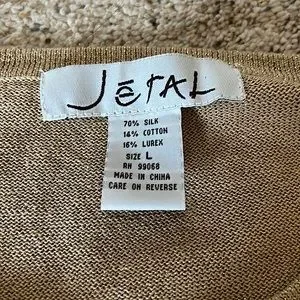 JETAL
70% SILK
14% COTTON
16% LUREX
SIZE L
RN 99068
MADE IN CHINA
CARE ON REVERSE